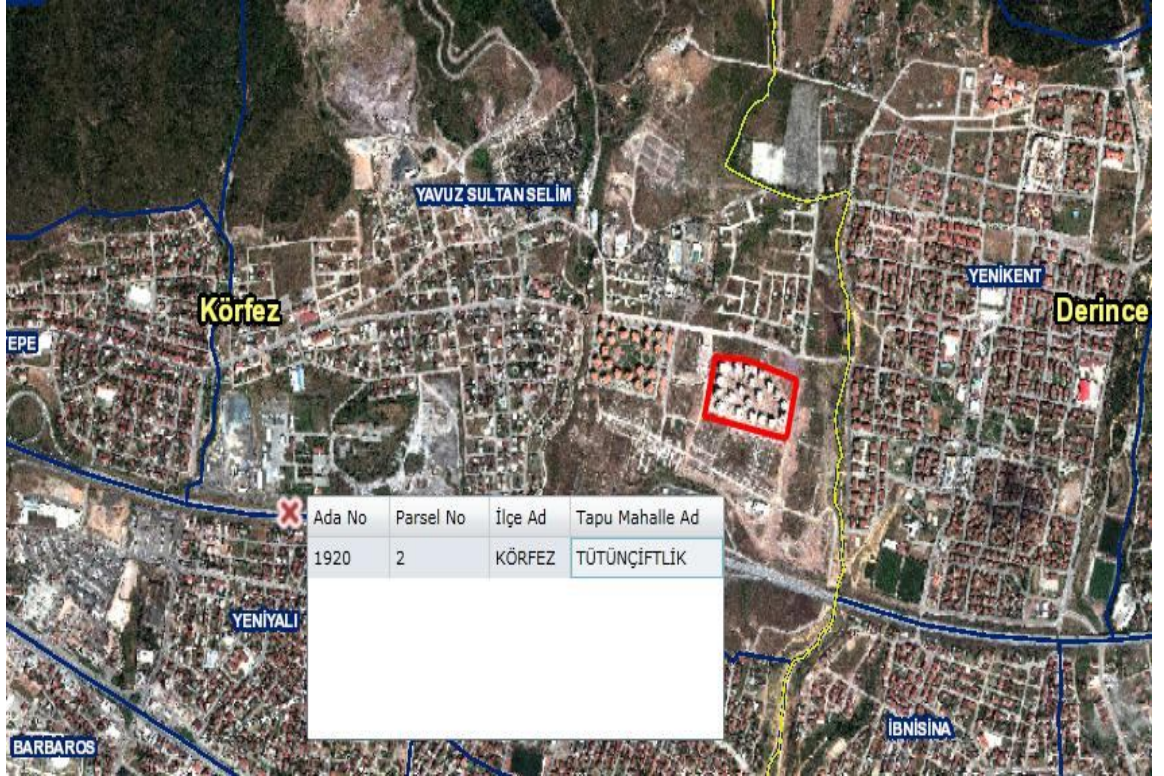 YAVUZ SULTAN SELİM
YENİKENT
Körfez
Derince
EPE
Ada No Parsel No İlçe Ad Tapu Mahalle Ad
1920 2 KÖRFEZ TÜTÜNÇİFTLİK
YENİYALI
İBNİSİNA
BARBAROS